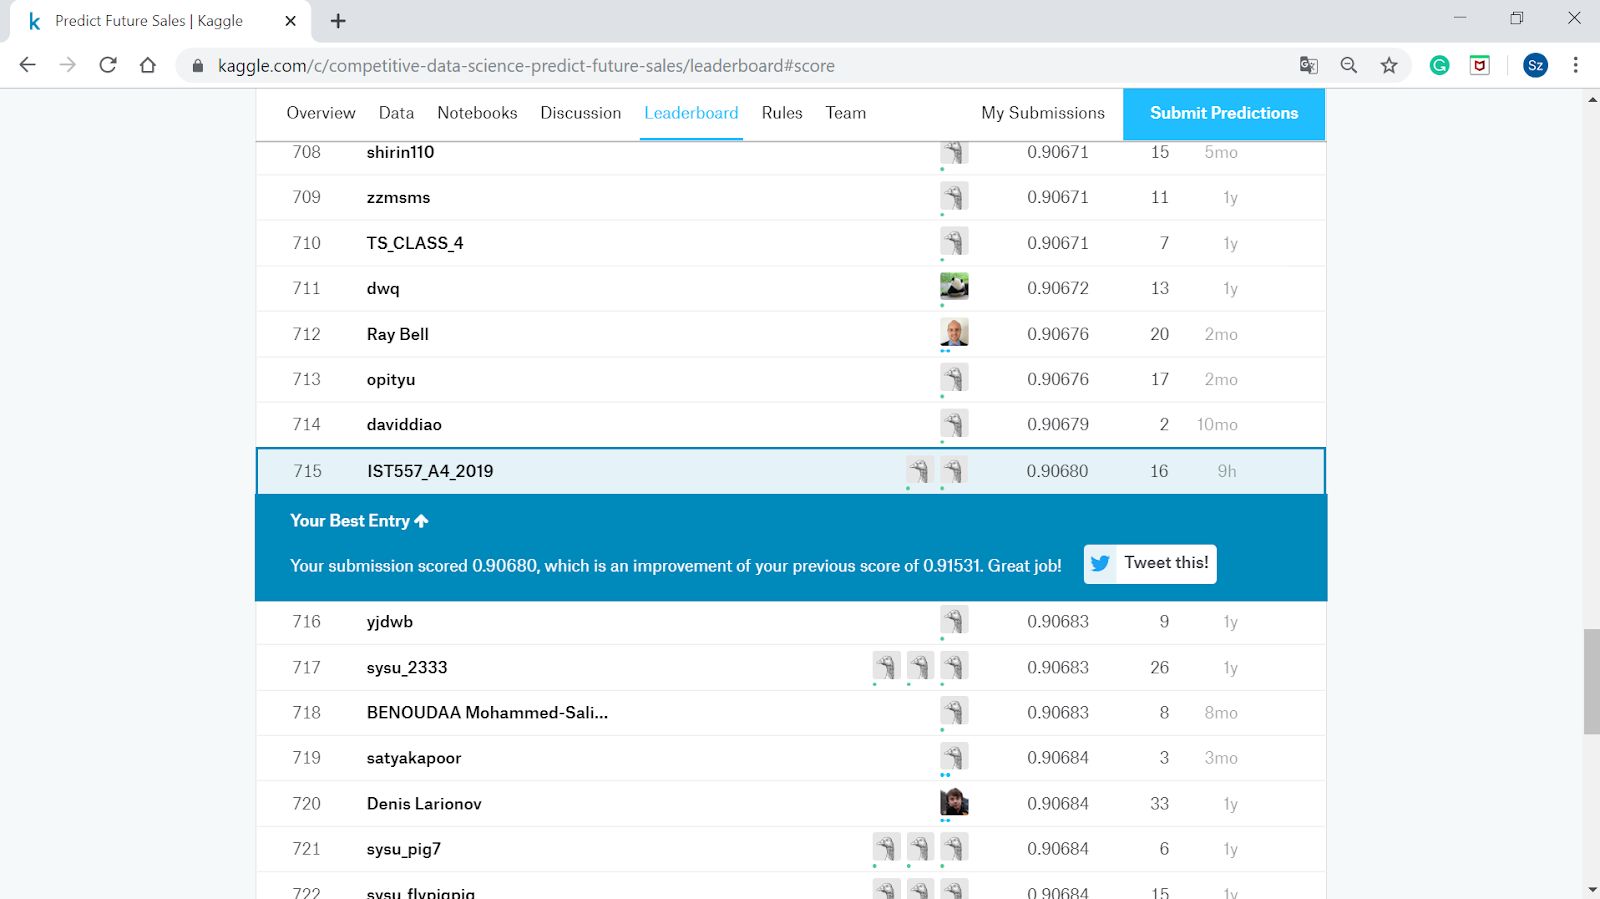 Predict Future Sales | Kaggle
kaggle.com/c/competitive-data-science-predict-future-sales/leaderboard#score
Sz
Overview Data Notebooks Discussion Leaderboard Rules Team My Submissions Submit Predictions
708 shirin110 0.90671 15 5mo
709 zzmsms 0.90671 11 1y
710 TS_CLASS_4 0.90671 7 1y
711 dwq 0.90672 13 1y
712 Ray Bell 0.90676 20 2mo
713 opityu 0.90676 17 2mo
714 daviddiao 0.90679 2 10mo
715 IST557_A4_2019 0.90680 16 9h
Your Best Entry
Your submission scored 0.90680, which is an improvement of your previous score of 0.91531. Great job! Tweet this!
716 yjdwb 0.90683 9 1y
717 sysu_2333 0.90683 26 1y
718 BENOUDAA Mohammed-Sali... 0.90683 8 8mo
719 satyakapoor 0.90684 3 3mo
720 Denis Larionov 0.90684 33 1y
721 sysu_pig7 0.90684 6 1y
722 sysu_flypigpig 0.90684 15 1y